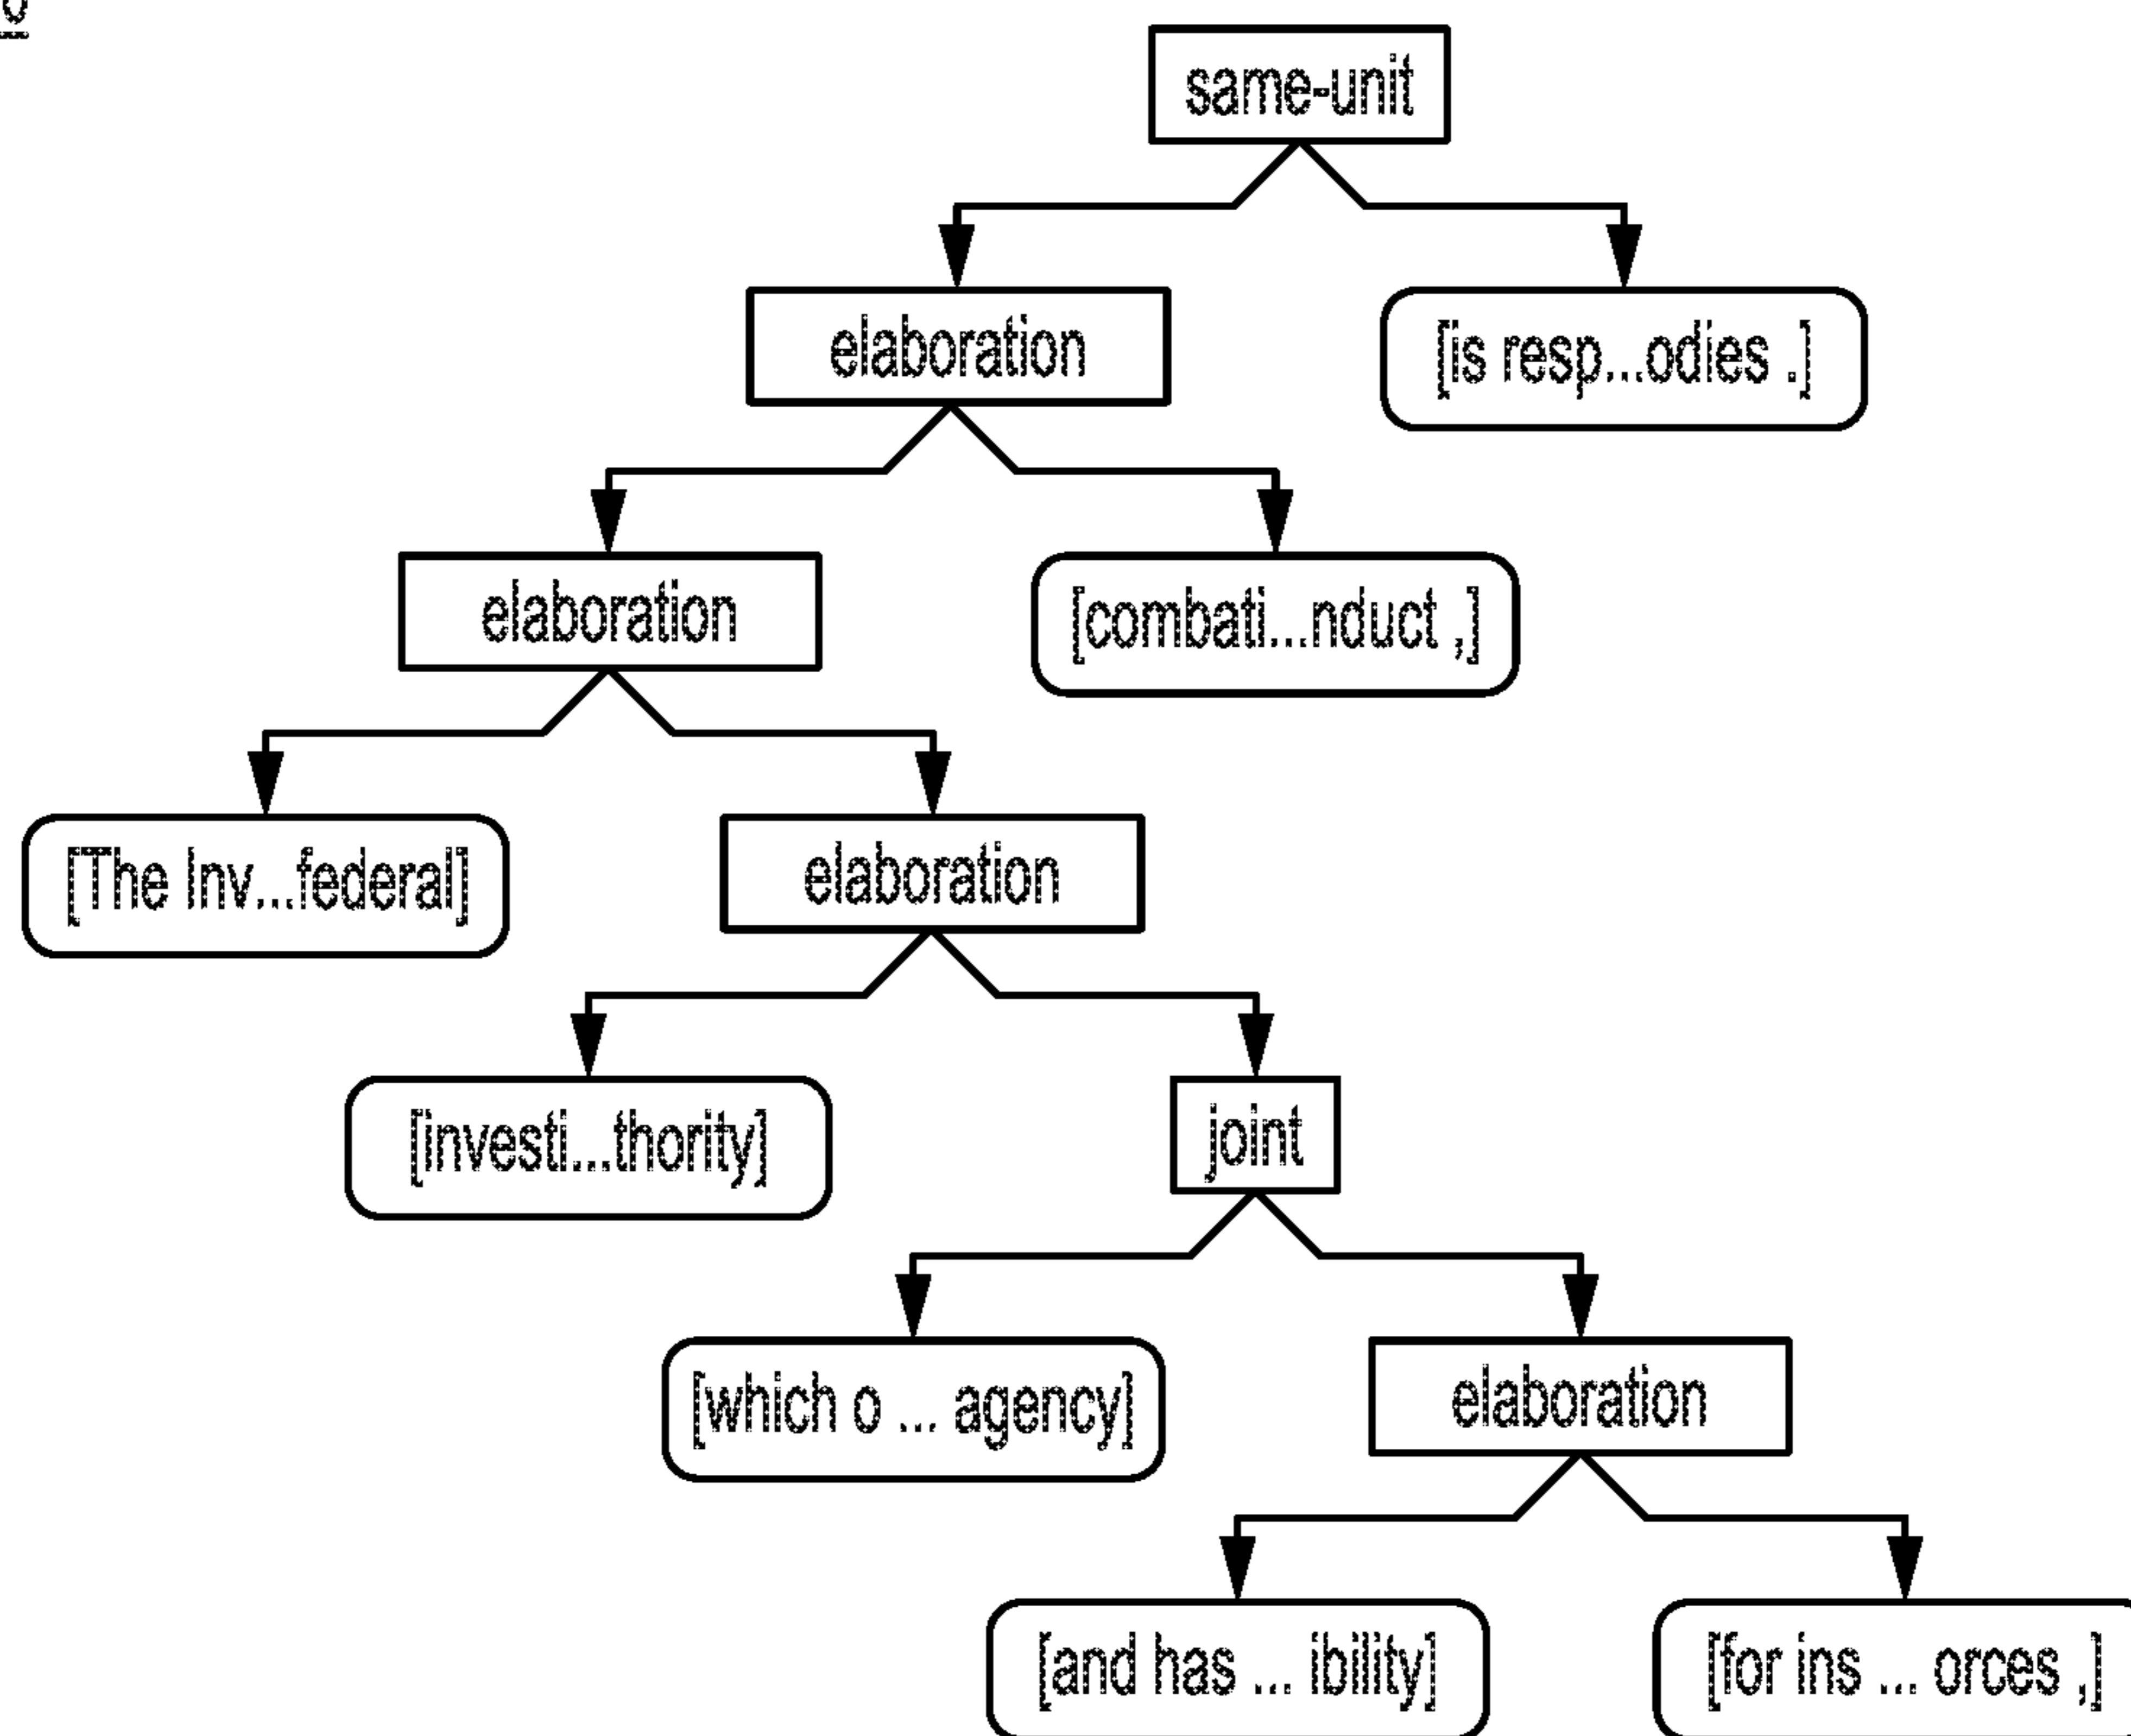 same-unit
elaboration
[is resp...odies .]
elaboration
[combati...nduct ,]
[The Inv...federal]
elaboration
[investi...thority]
joint
[which o ... agency]
elaboration
[and has ... ibility]
[for ins ... orces ,]